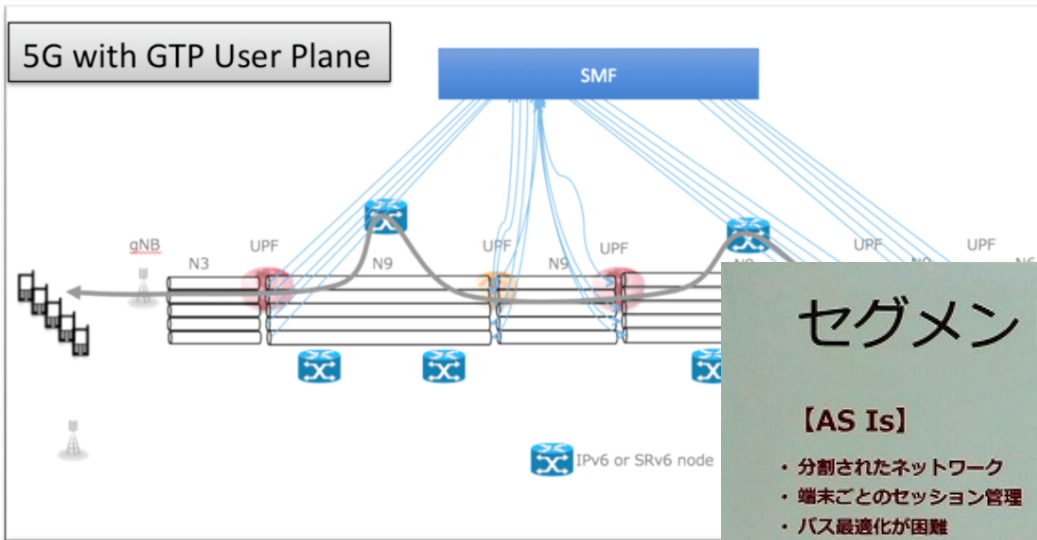 5G with GTP User Plane
SMF
gNB
UPF
UPF
UPF
UPF
UPF
N3
N9
N9
IPv6 or SRv6 node
セグメン
【AS Is】
・分割されたネットワーク
・端末ごとのセッション管理
・パス最適化が困難